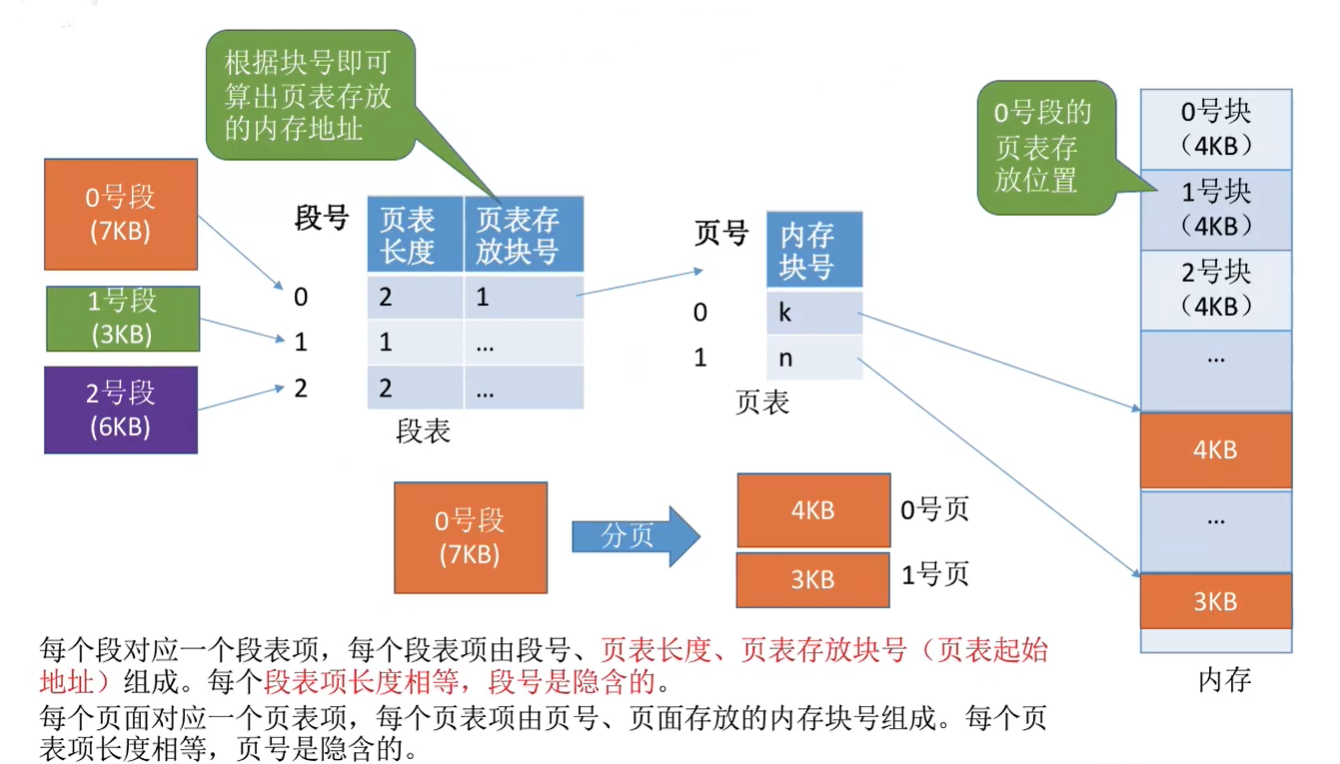 根据块号即可
算出页表存放
的内存地址
0号段的
页表存
放位置
0号块
（4KB）
1号块
（4KB）
2号块
（4KB）
...
4KB
...
3KB
内存
0号段
(7KB)
1号段
(3KB)
2号段
(6KB)
段号 页表长度 页表存放块号
0 2 1
1 1 ...
2 2 ...
段表
页号 内存块号
0 k
1 n
页表
0号段
(7KB)
分页
4KB 0号页
3KB 1号页
每个段对应一个段表项，每个段表项由段号、页表长度、页表存放块号（页表起始
地址）组成。每个段表项长度相等，段号是隐含的。
每个页面对应一个页表项，每个页表项由页号、页面存放的内存块号组成。每个页
表项长度相等，页号是隐含的。